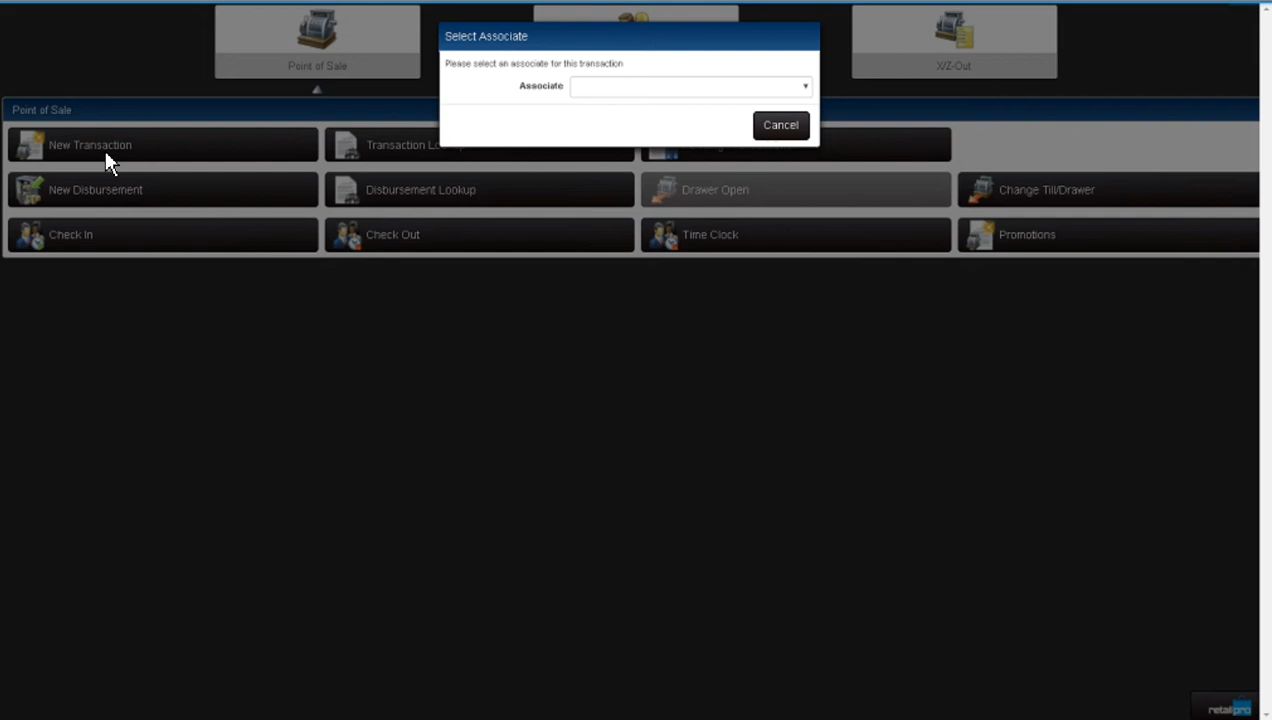 Select Associate
Please select an associate for this transaction
Associate
Cancel
Point of Sale
X/Z-Out
Point of Sale
New Transaction
Transaction
New Disbursement
Disbursement Lookup
Drawer Open
Change Till/Drawer
Check In
Check Out
Time Clock
Promotions
retailpro